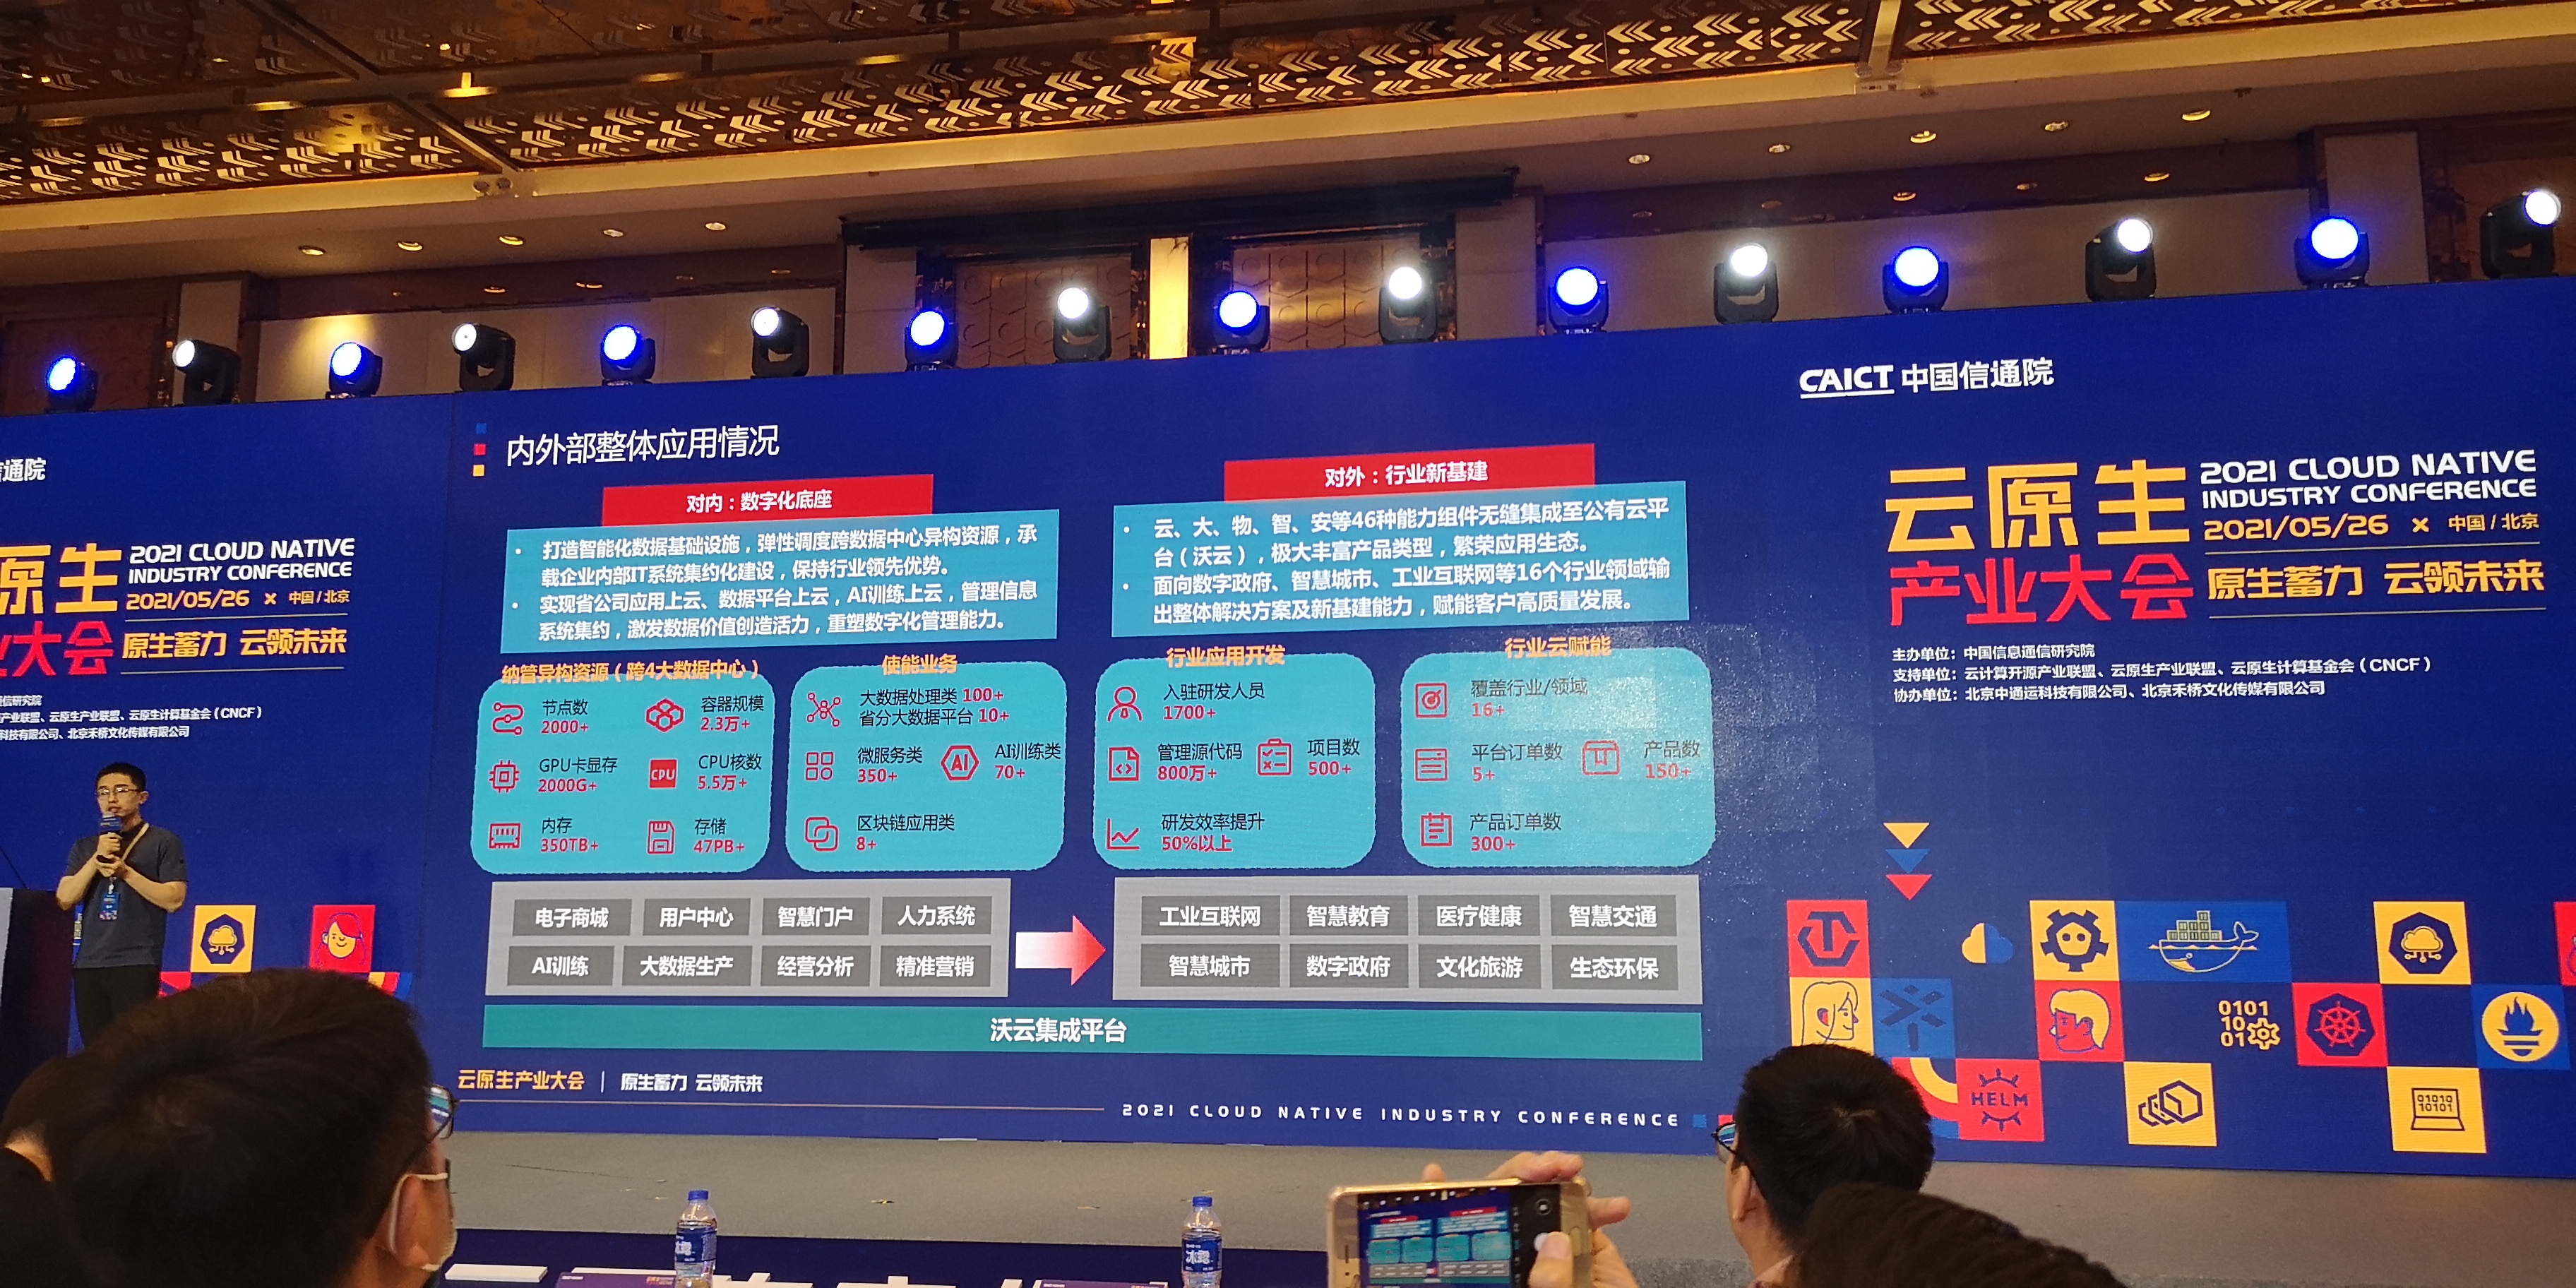 信通院
原生
2021 CLOUD NATIVE
INDUSTRY CONFERENCE
2021/05/26 × 中国/北京
业大会
原生蓄力 云领未来
信研究院
产业联盟、云原生产业联盟、云原生计算基金会（CNCF）
科技有限公司、北京禾桥文化传媒有限公司
内外部整体应用情况
对内：数字化底座
• 打造智能化数据基础设施，弹性调度跨数据中心异构资源，承
载企业内部IT系统集约化建设，保持行业领先优势。
• 实现省公司应用上云、数据平台上云，AI训练上云，管理信息
系统集约，激发数据价值创造活力，重塑数字化管理能力。
对外：行业新基建
• 云、大、物、智、安等46种能力组件无缝集成至公有云平
台（沃云），极大丰富产品类型，繁荣应用生态。
• 面向数字政府、智慧城市、工业互联网等16个行业领域输
出整体解决方案及新基建能力，赋能客户高质量发展。
纳管异构资源（跨4大数据中心）
节点数
2000+
容器规模
2.3万+
GPU卡显存
2000G+
CPU
CPU核数
5.5万+
内存
350TB+
存储
47PB+
使能业务
大数据处理类 100+
省分大数据平台 10+
微服务类
350+
AI
AI训练类
70+
区块链应用类
8+
行业应用开发
入驻研发人员
1700+
管理源代码
800万+
项目数
500+
研发效率提升
50%以上
行业云赋能
覆盖行业/领域
16+
平台订单数
5+
产品数
150+
产品订单数
300+
电子商城 用户中心 智慧门户 人力系统
AI训练 大数据生产 经营分析 精准营销
工业互联网 智慧教育 医疗健康 智慧交通
智慧城市 数字政府 文化旅游 生态环保
沃云集成平台
云原生产业大会 | 原生蓄力 云领未来
2021 CLOUD NATIVE INDUSTRY CONFERENCE
CAICT 中国信通院
云原生
产业大会
2021 CLOUD NATIVE
INDUSTRY CONFERENCE
2021/05/26 × 中国/北京
原生蓄力 云领未来
主办单位：中国信息通信研究院
支持单位：云计算开源产业联盟、云原生产业联盟、云原生计算基金会（CNCF）
协办单位：北京中通运科技有限公司、北京禾桥文化传媒有限公司
0101
10
01
HELM
01010
10101
冰露